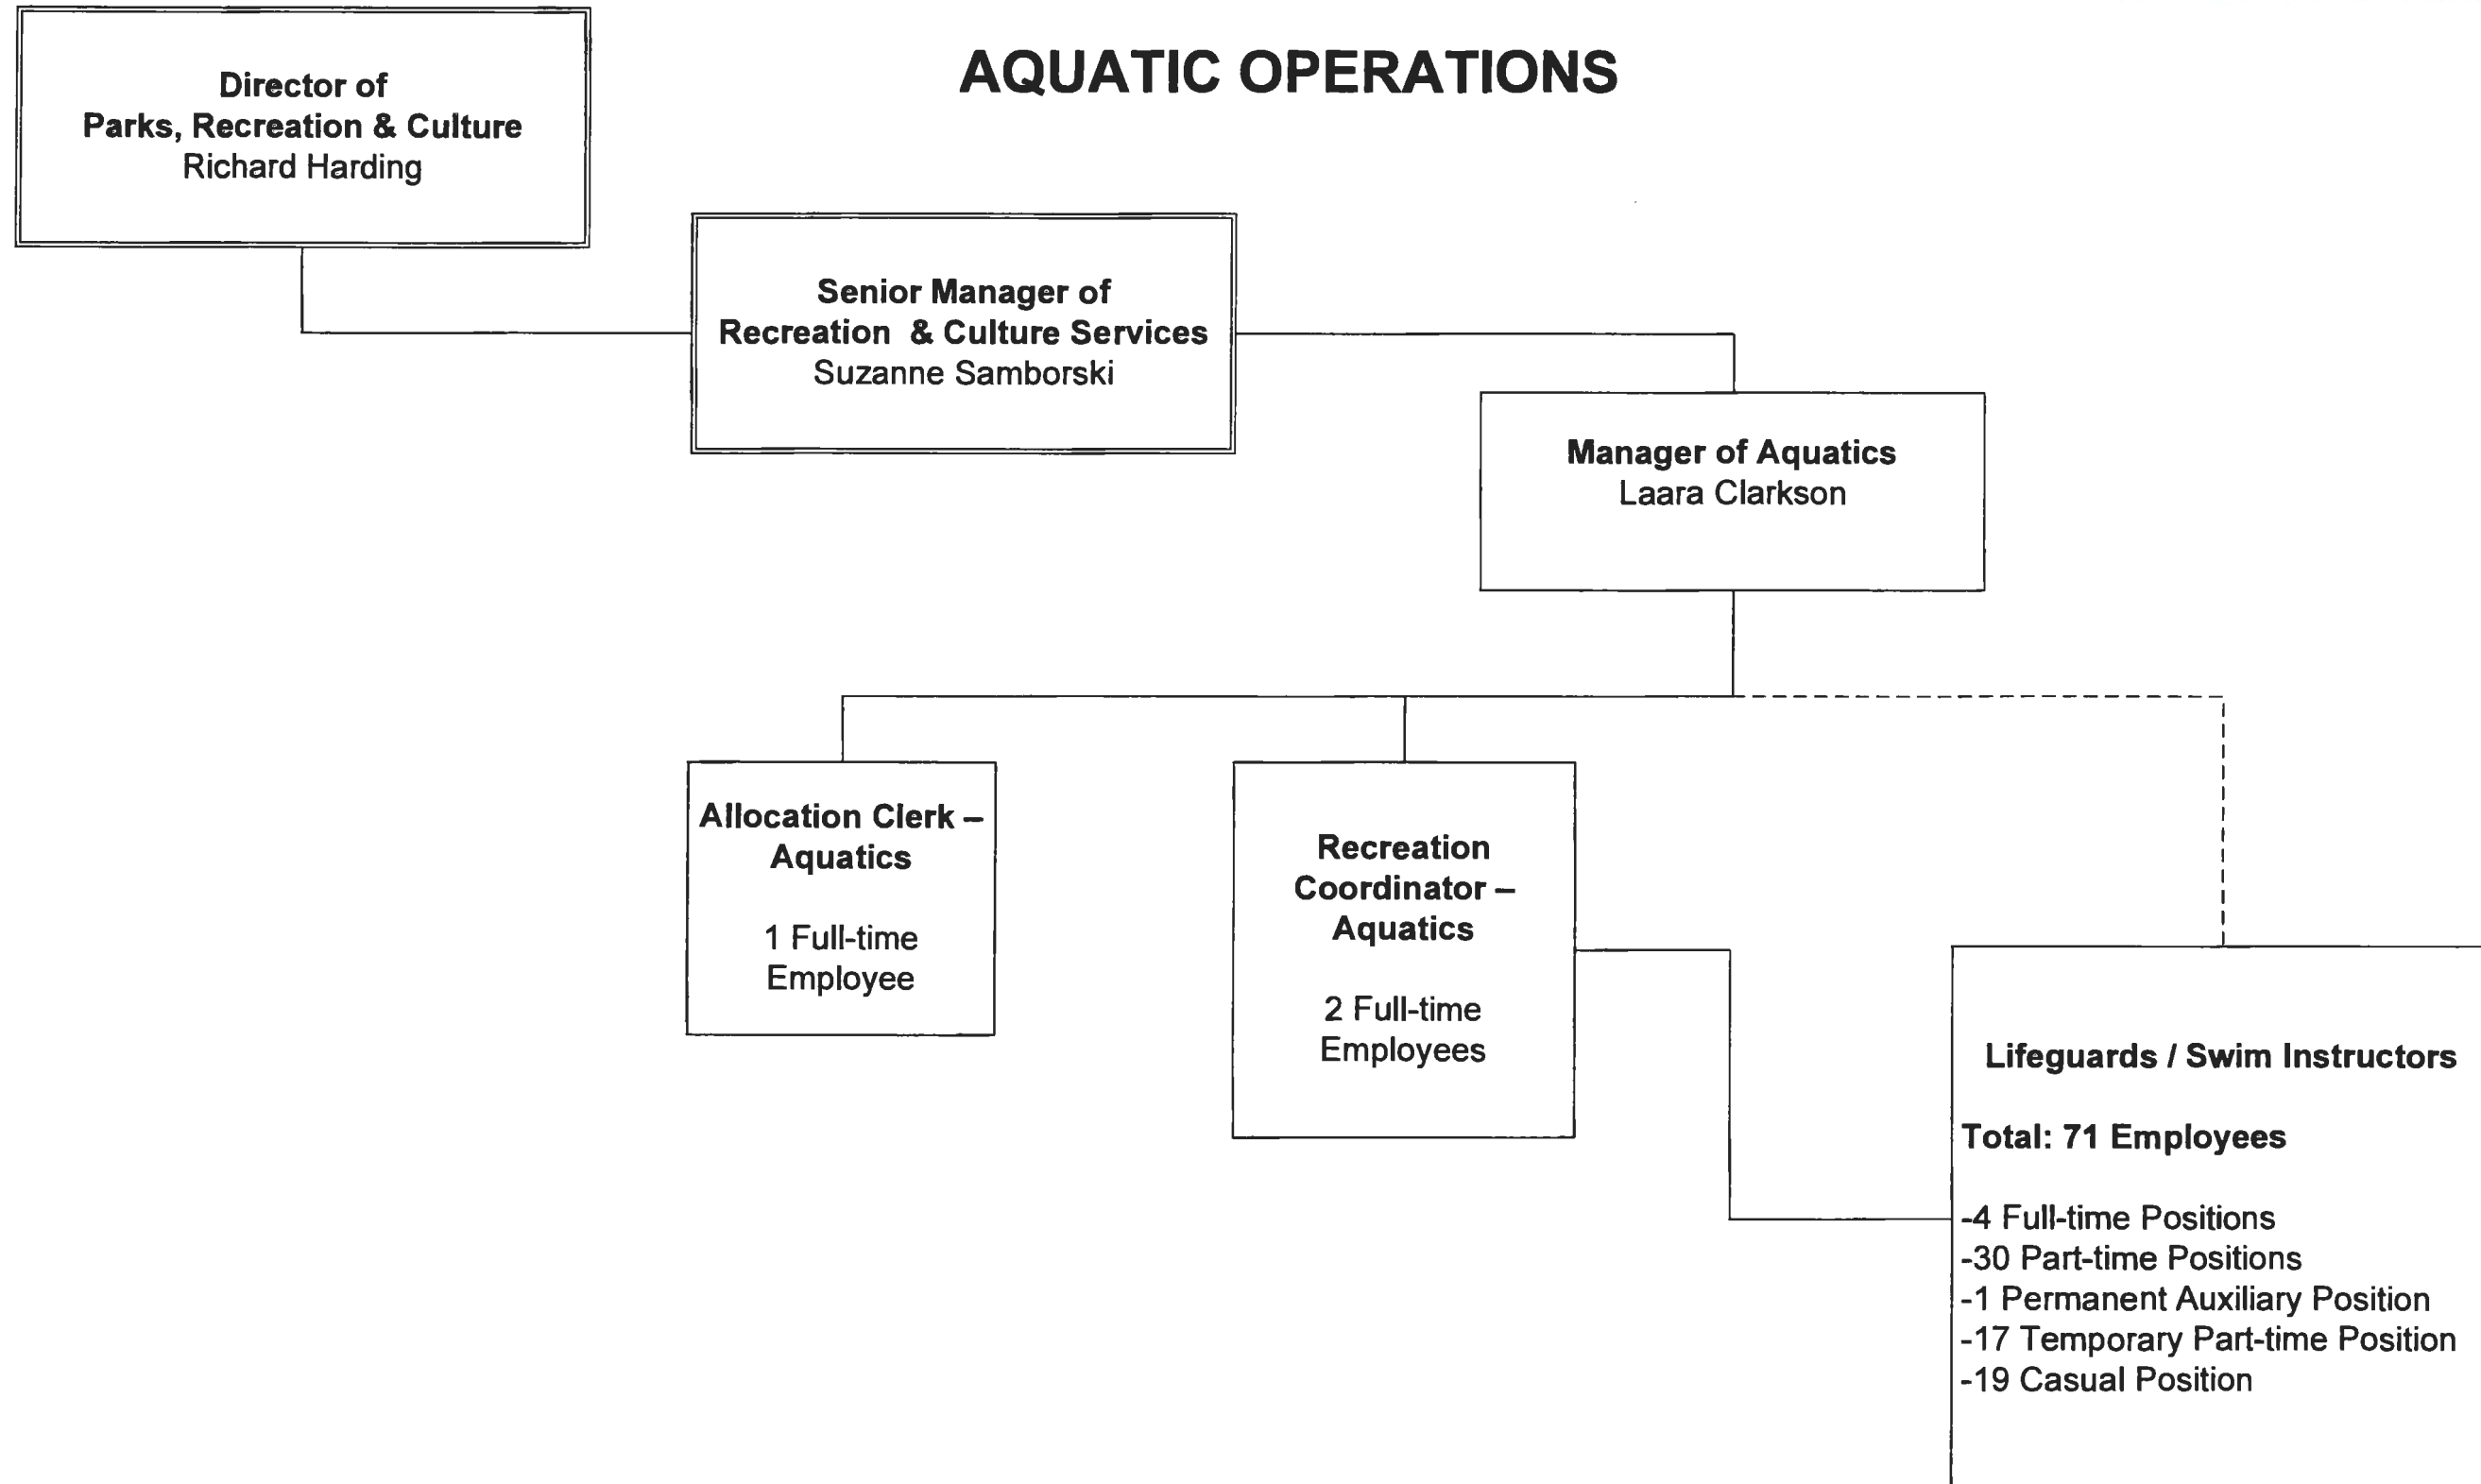 AQUATIC OPERATIONS
Director of
Parks, Recreation & Culture
Richard Harding
Senior Manager of
Recreation & Culture Services
Suzanne Samborski
Manager of Aquatics
Laara Clarkson
Allocation Clerk –
Aquatics
1 Full-time
Employee
Recreation
Coordinator –
Aquatics
2 Full-time
Employees
Lifeguards / Swim Instructors
Total: 71 Employees
-4 Full-time Positions
-30 Part-time Positions
-1 Permanent Auxiliary Position
-17 Temporary Part-time Position
-19 Casual Position